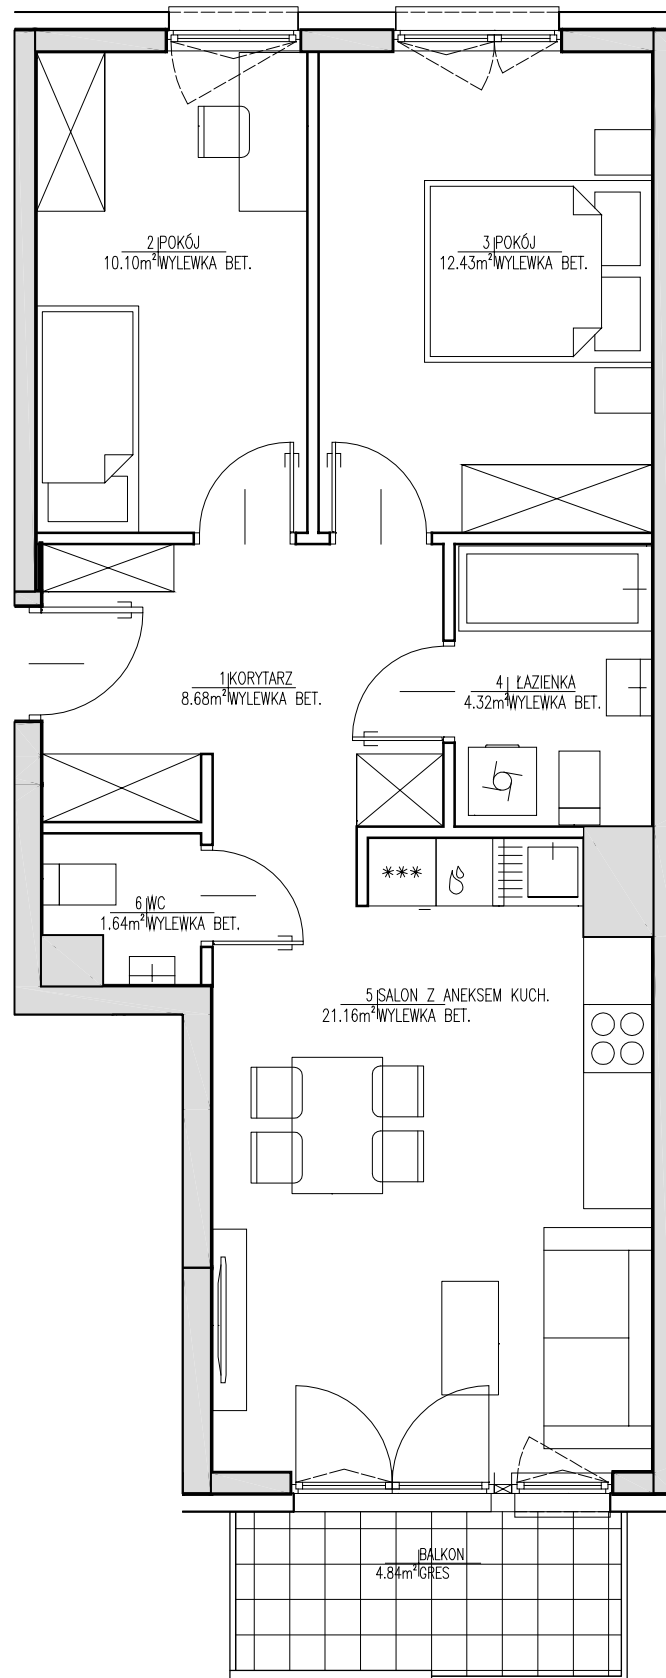 2 POKÓJ
10.10m² WYLEWKA BET.
3 POKÓJ
12.43m² WYLEWKA BET.
1 KORYTARZ
8.68m² WYLEWKA BET.
4 ŁAZIENKA
4.32m² WYLEWKA BET.
6 WC
1.64m² WYLEWKA BET.
***
5 SALON Z ANEKSEM KUCH.
21.16m² WYLEWKA BET.
BALKON
4.84m² GRES